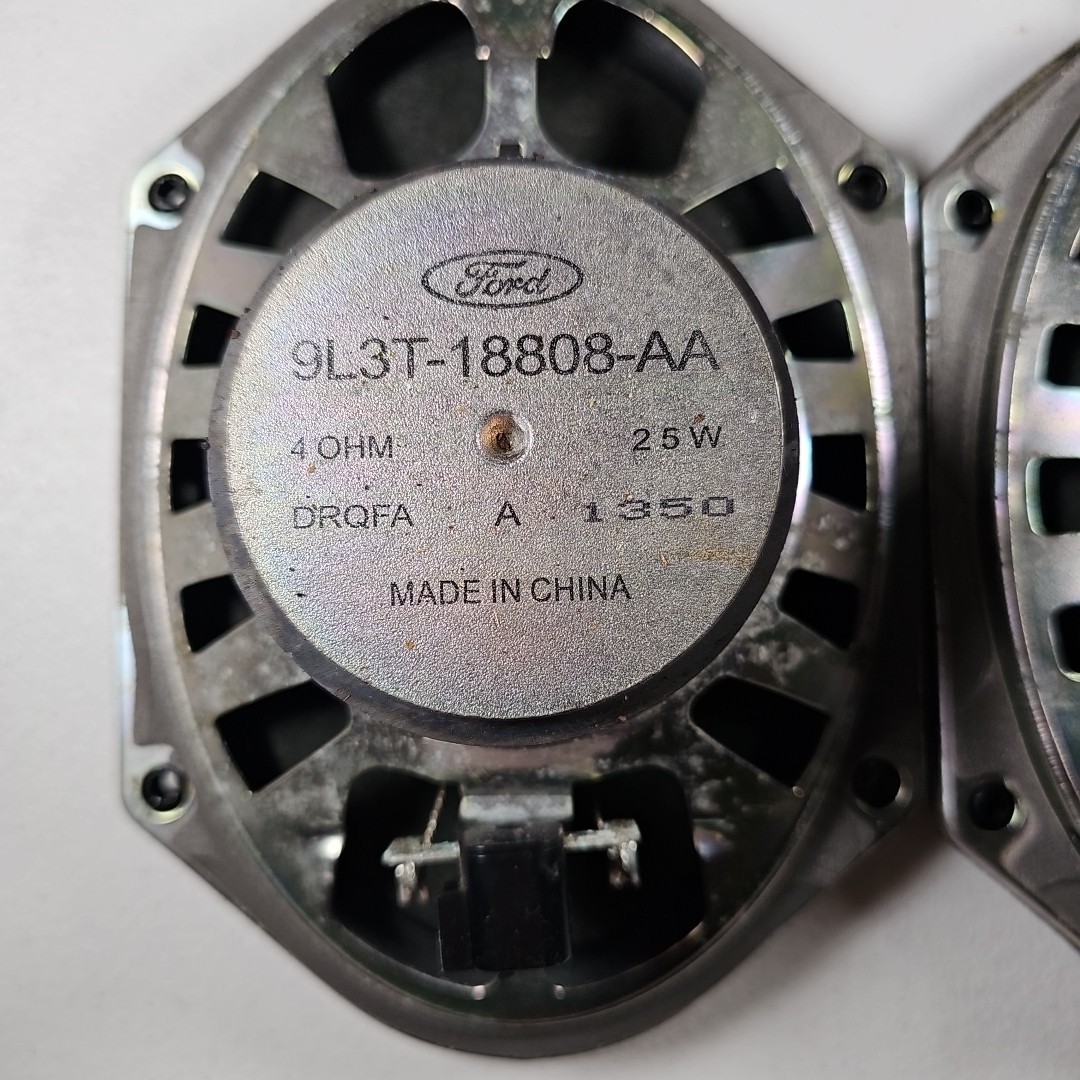 Ford
9L3T-18808-AA
4 OHM 25W
DRQFA A 1350
MADE IN CHINA